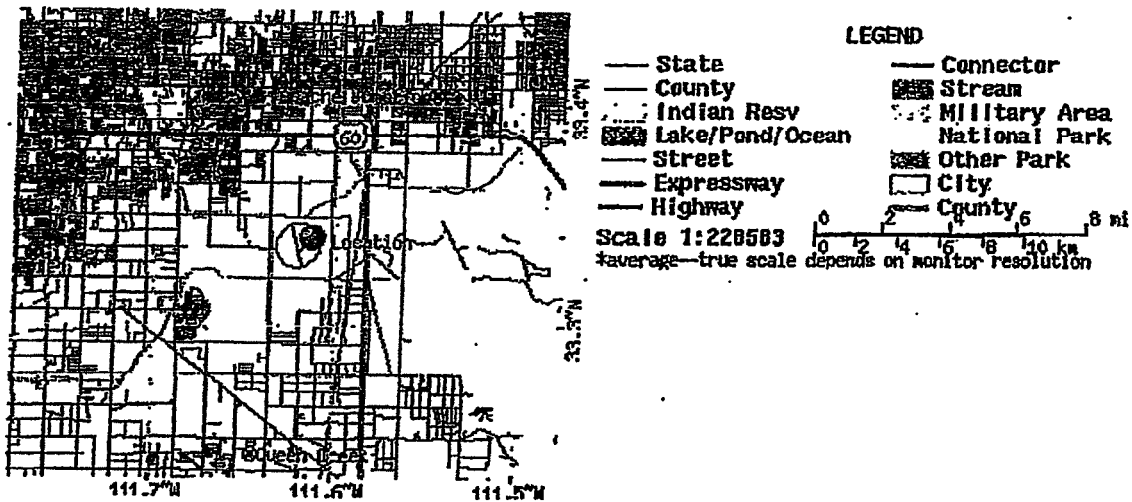 60
Location
Queen Creek
33.4°N
33.3°N
111.7°W
111.6°W
111.5°W
LEGEND
State
County
Indian Resv
Lake/Pond/Ocean
Street
Expressway
Highway
Connector
Stream
Military Area
National Park
Other Park
City
County
Scale 1:228583
*average--true scale depends on monitor resolution
0 2 4 6 8 mi
0 2 4 6 8 10 km